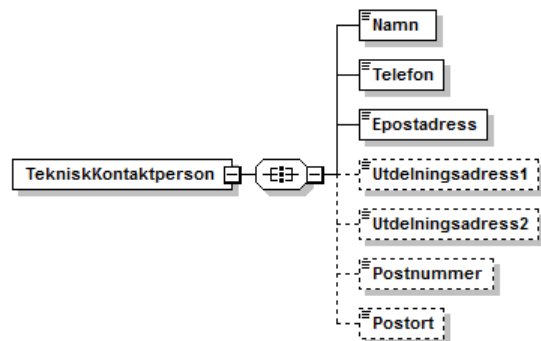 Namn
Telefon
Epostadress
TekniskKontaktperson
Utdelningsadress1
Utdelningsadress2
Postnummer
Postort